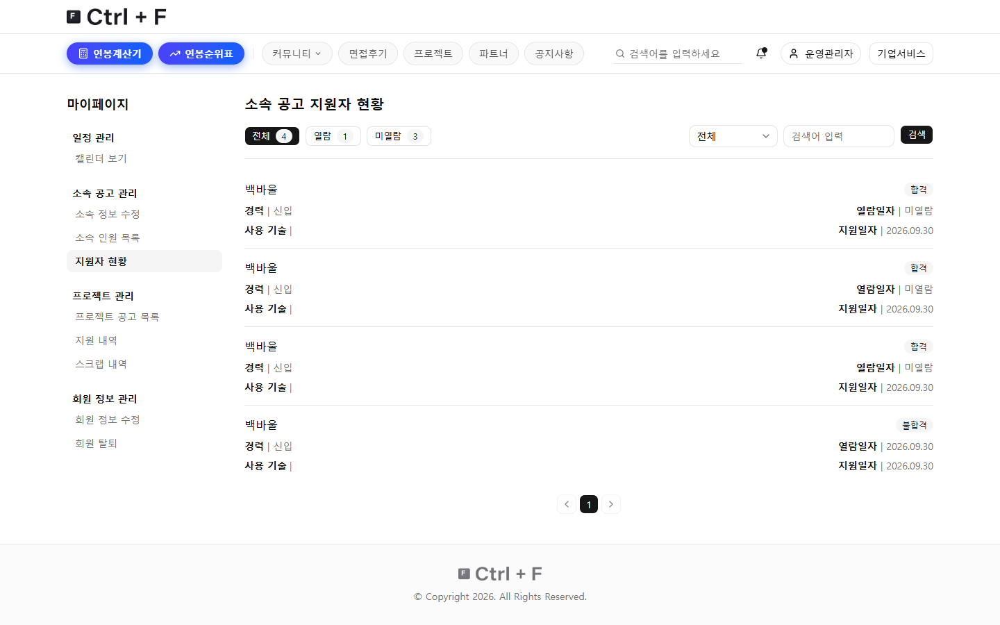 F Ctrl + F
연봉계산기 연봉순위표 커뮤니티 면접후기 프로젝트 파트너 공지사항 검색어를 입력하세요 운영관리자 기업서비스
마이페이지
일정 관리
캘린더 보기
소속 공고 관리
소속 정보 수정
소속 인원 목록
지원자 현황
프로젝트 관리
프로젝트 공고 목록
지원 내역
스크랩 내역
회원 정보 관리
회원 정보 수정
회원 탈퇴
소속 공고 지원자 현황
전체 4 열람 1 미열람 3 전체 검색어 입력 검색
백바울 합격
경력 | 신입 열람일자 | 미열람
사용 기술 | 지원일자 | 2026.09.30
백바울 합격
경력 | 신입 열람일자 | 미열람
사용 기술 | 지원일자 | 2026.09.30
백바울 합격
경력 | 신입 열람일자 | 미열람
사용 기술 | 지원일자 | 2026.09.30
백바울 불합격
경력 | 신입 열람일자 | 2026.09.30
사용 기술 | 지원일자 | 2026.09.30
1
F Ctrl + F
© Copyright 2026. All Rights Reserved.